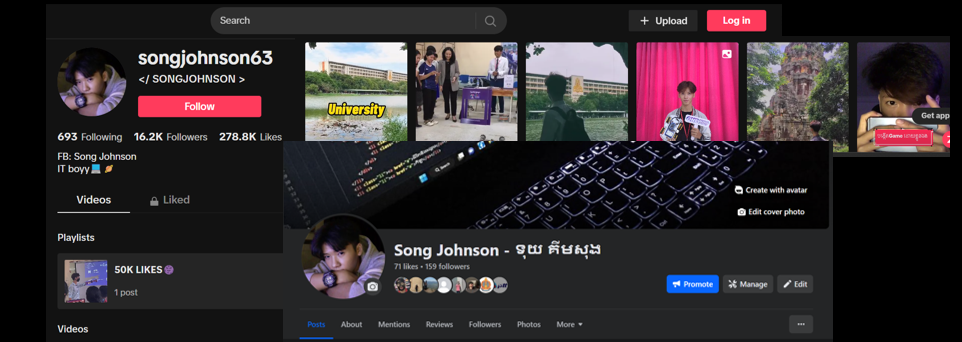 Search
Upload
Log in
songjohnson63
</ SONGJOHNSON >
Follow
693 Following 16.2K Followers 278.8K Likes
FB: Song Johnson
IT boyy
Videos
Liked
Playlists
50K LIKES
1 post
Videos
University
Get app
Create with avatar
Edit cover photo
Song Johnson - ទុយ គីមសុង
71 likes • 159 followers
Promote
Manage
Edit
Posts
About
Mentions
Reviews
Followers
Photos
More